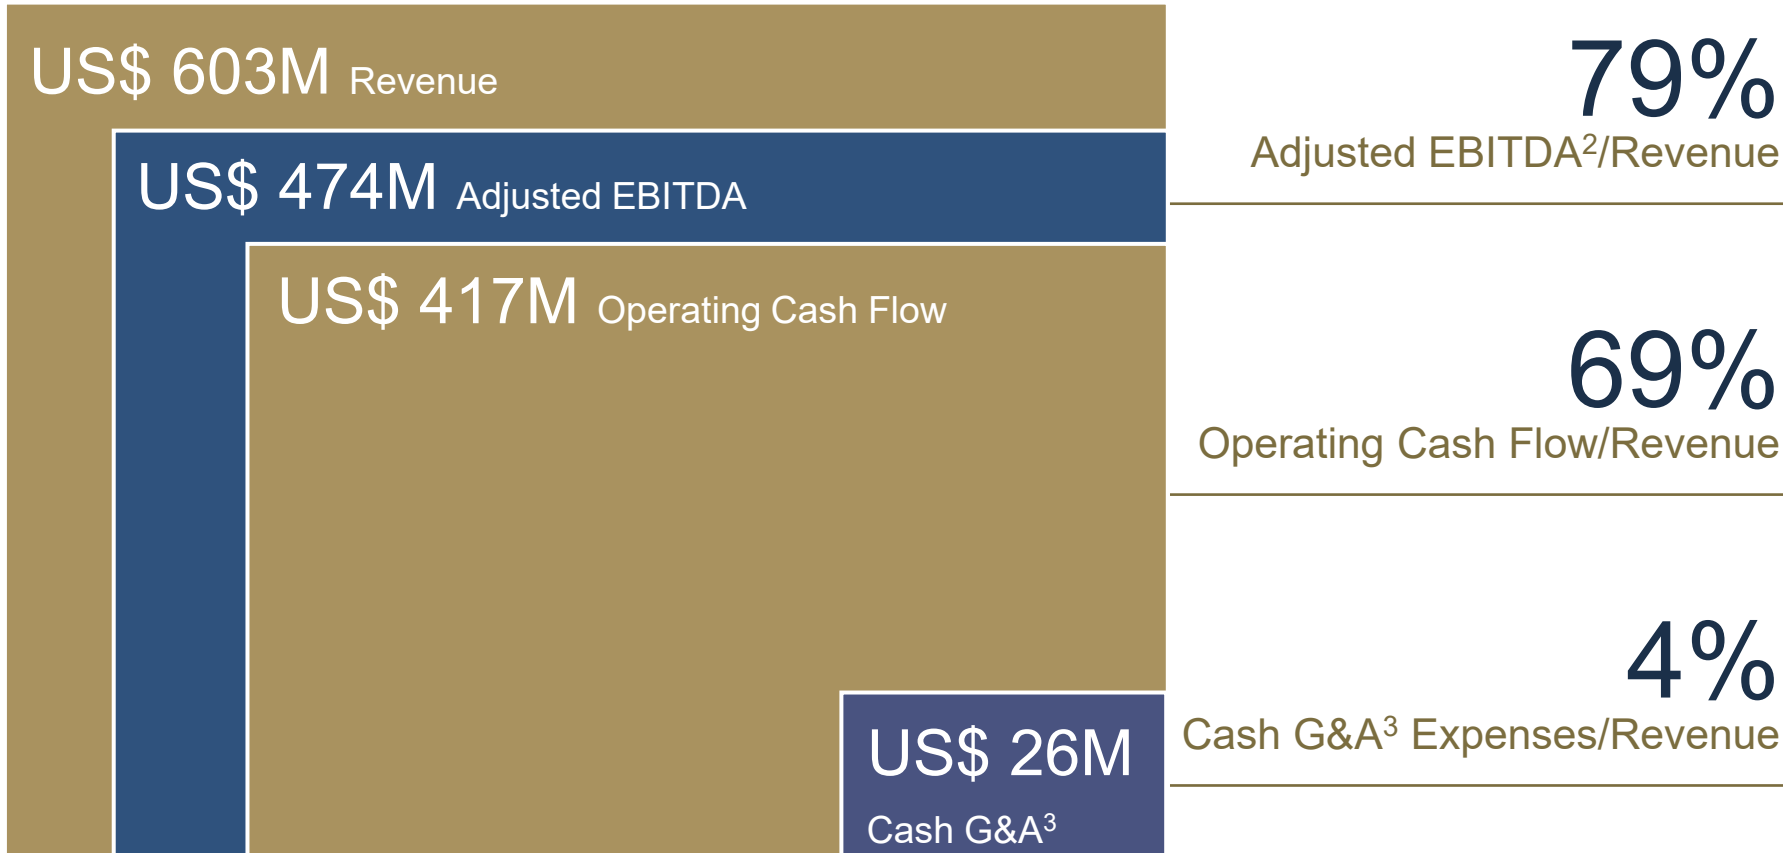 US$ 603M Revenue
US$ 474M Adjusted EBITDA
US$ 417M Operating Cash Flow
US$ 26M
Cash G&A³
79%
Adjusted EBITDA²/Revenue
69%
Operating Cash Flow/Revenue
4%
Cash G&A³ Expenses/Revenue